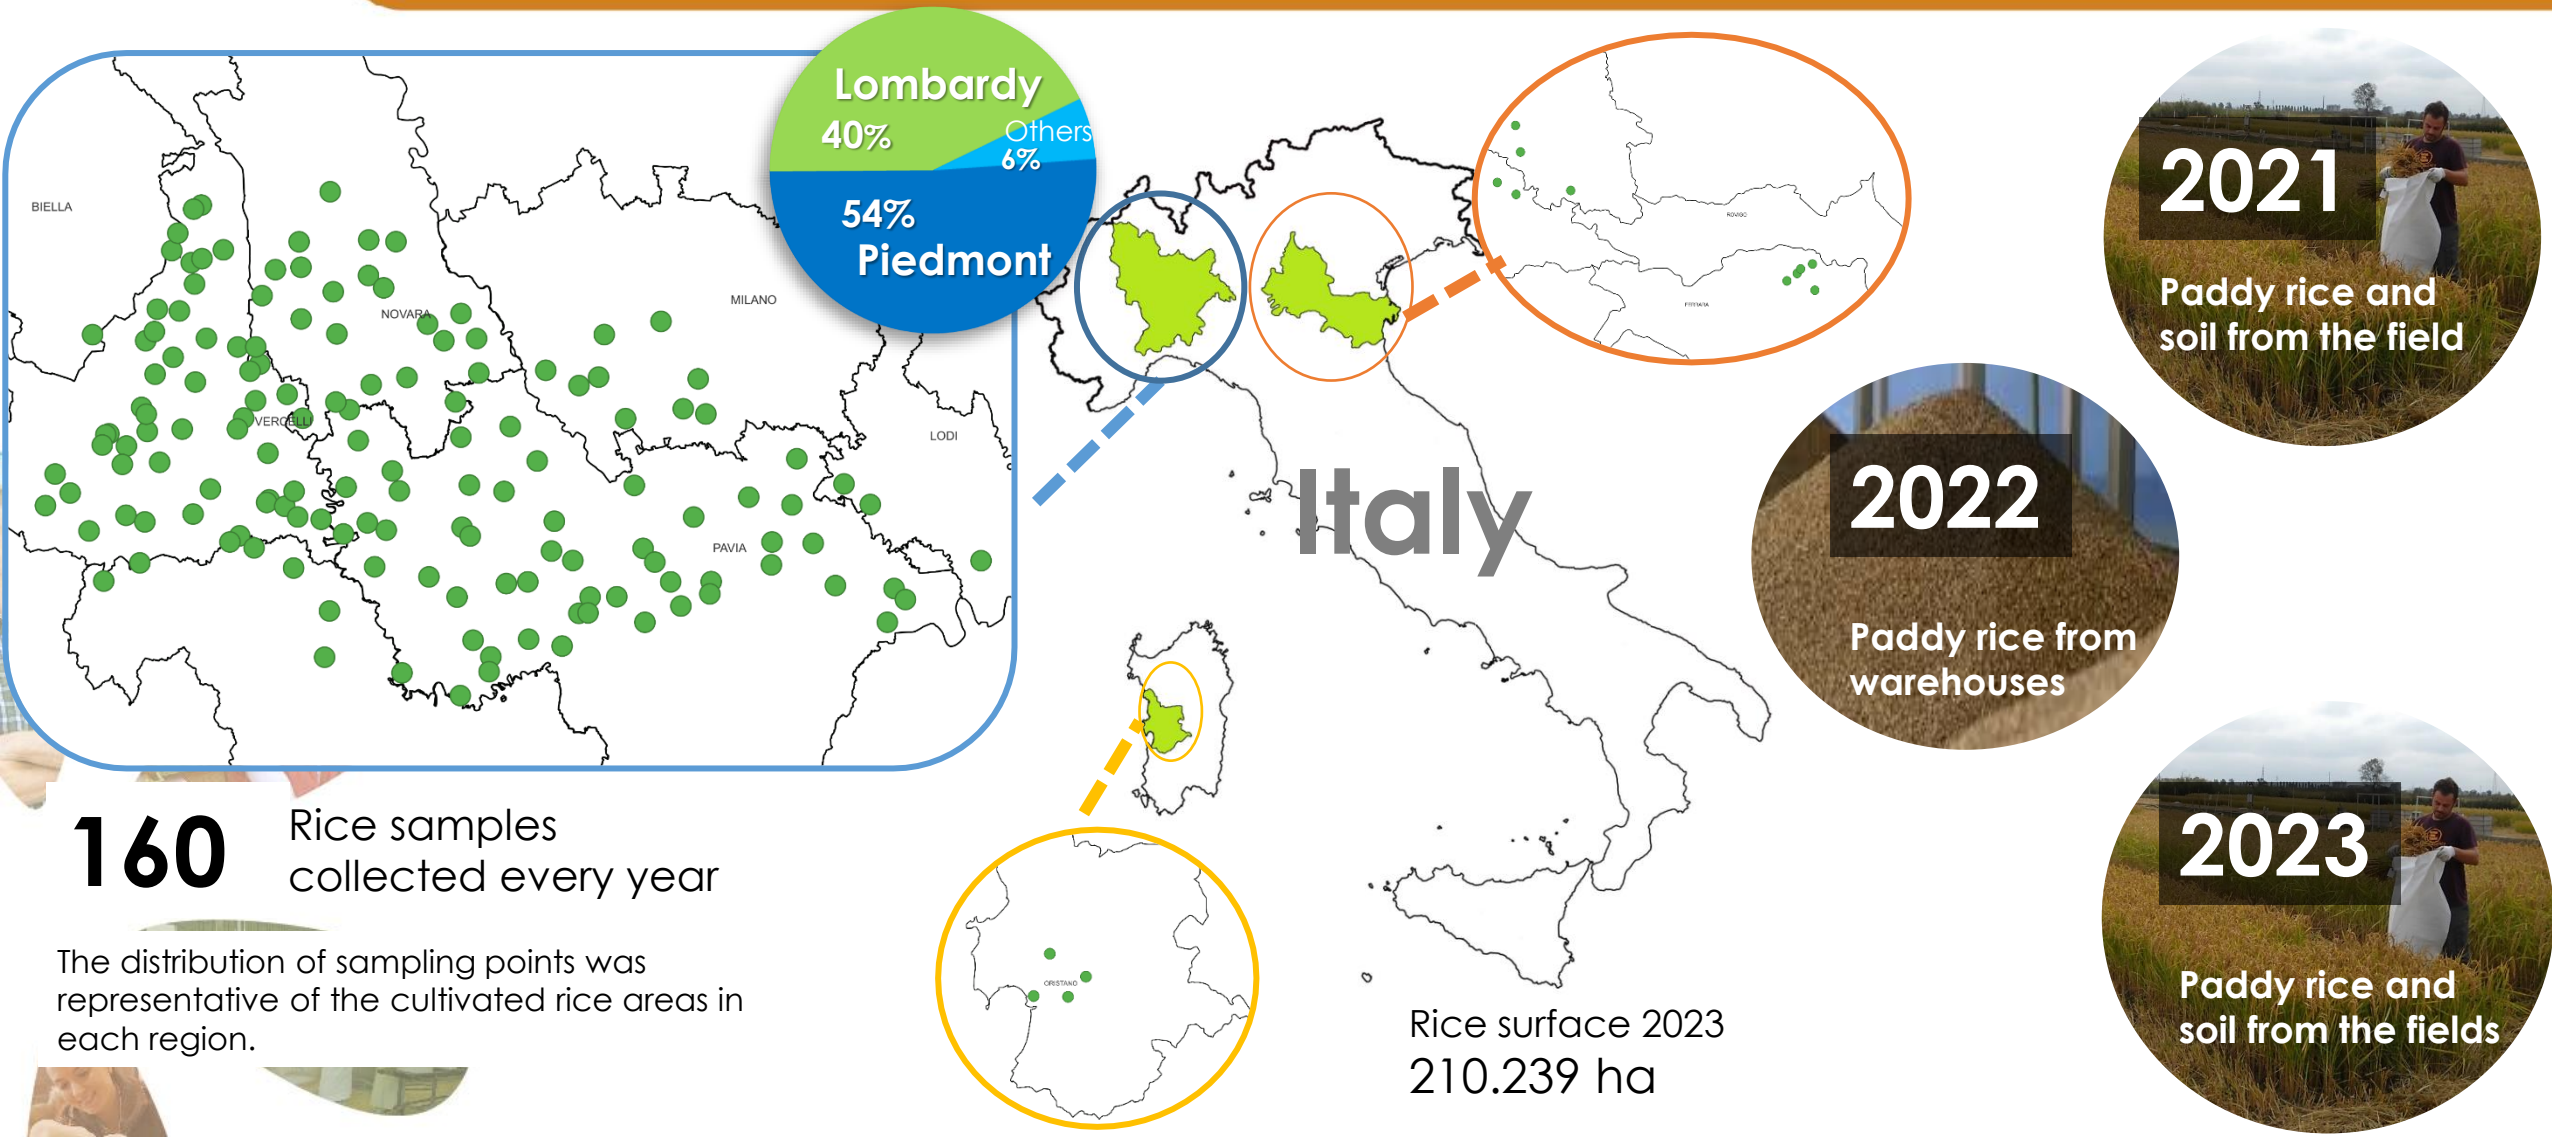 BIELLA
NOVARA
MILANO
VERCELLI
LODI
PAVIA
Lombardy
40%
Others
6%
54%
Piedmont
ROVIGO
FERRARA
Italy
ORISTANO
2021
Paddy rice and
soil from the field
2022
Paddy rice from
warehouses
2023
Paddy rice and
soil from the fields
160
Rice samples
collected every year
The distribution of sampling points was
representative of the cultivated rice areas in
each region.
Rice surface 2023
210.239 ha